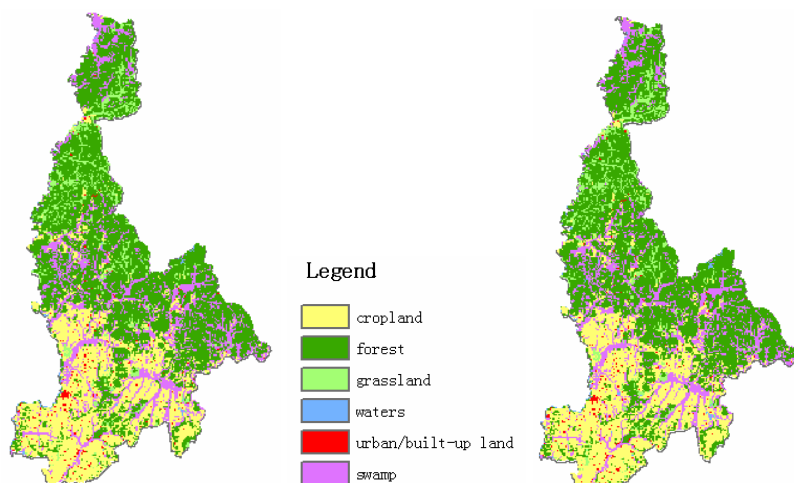 Legend
cropland
forest
grassland
waters
urban/built-up land
swamp